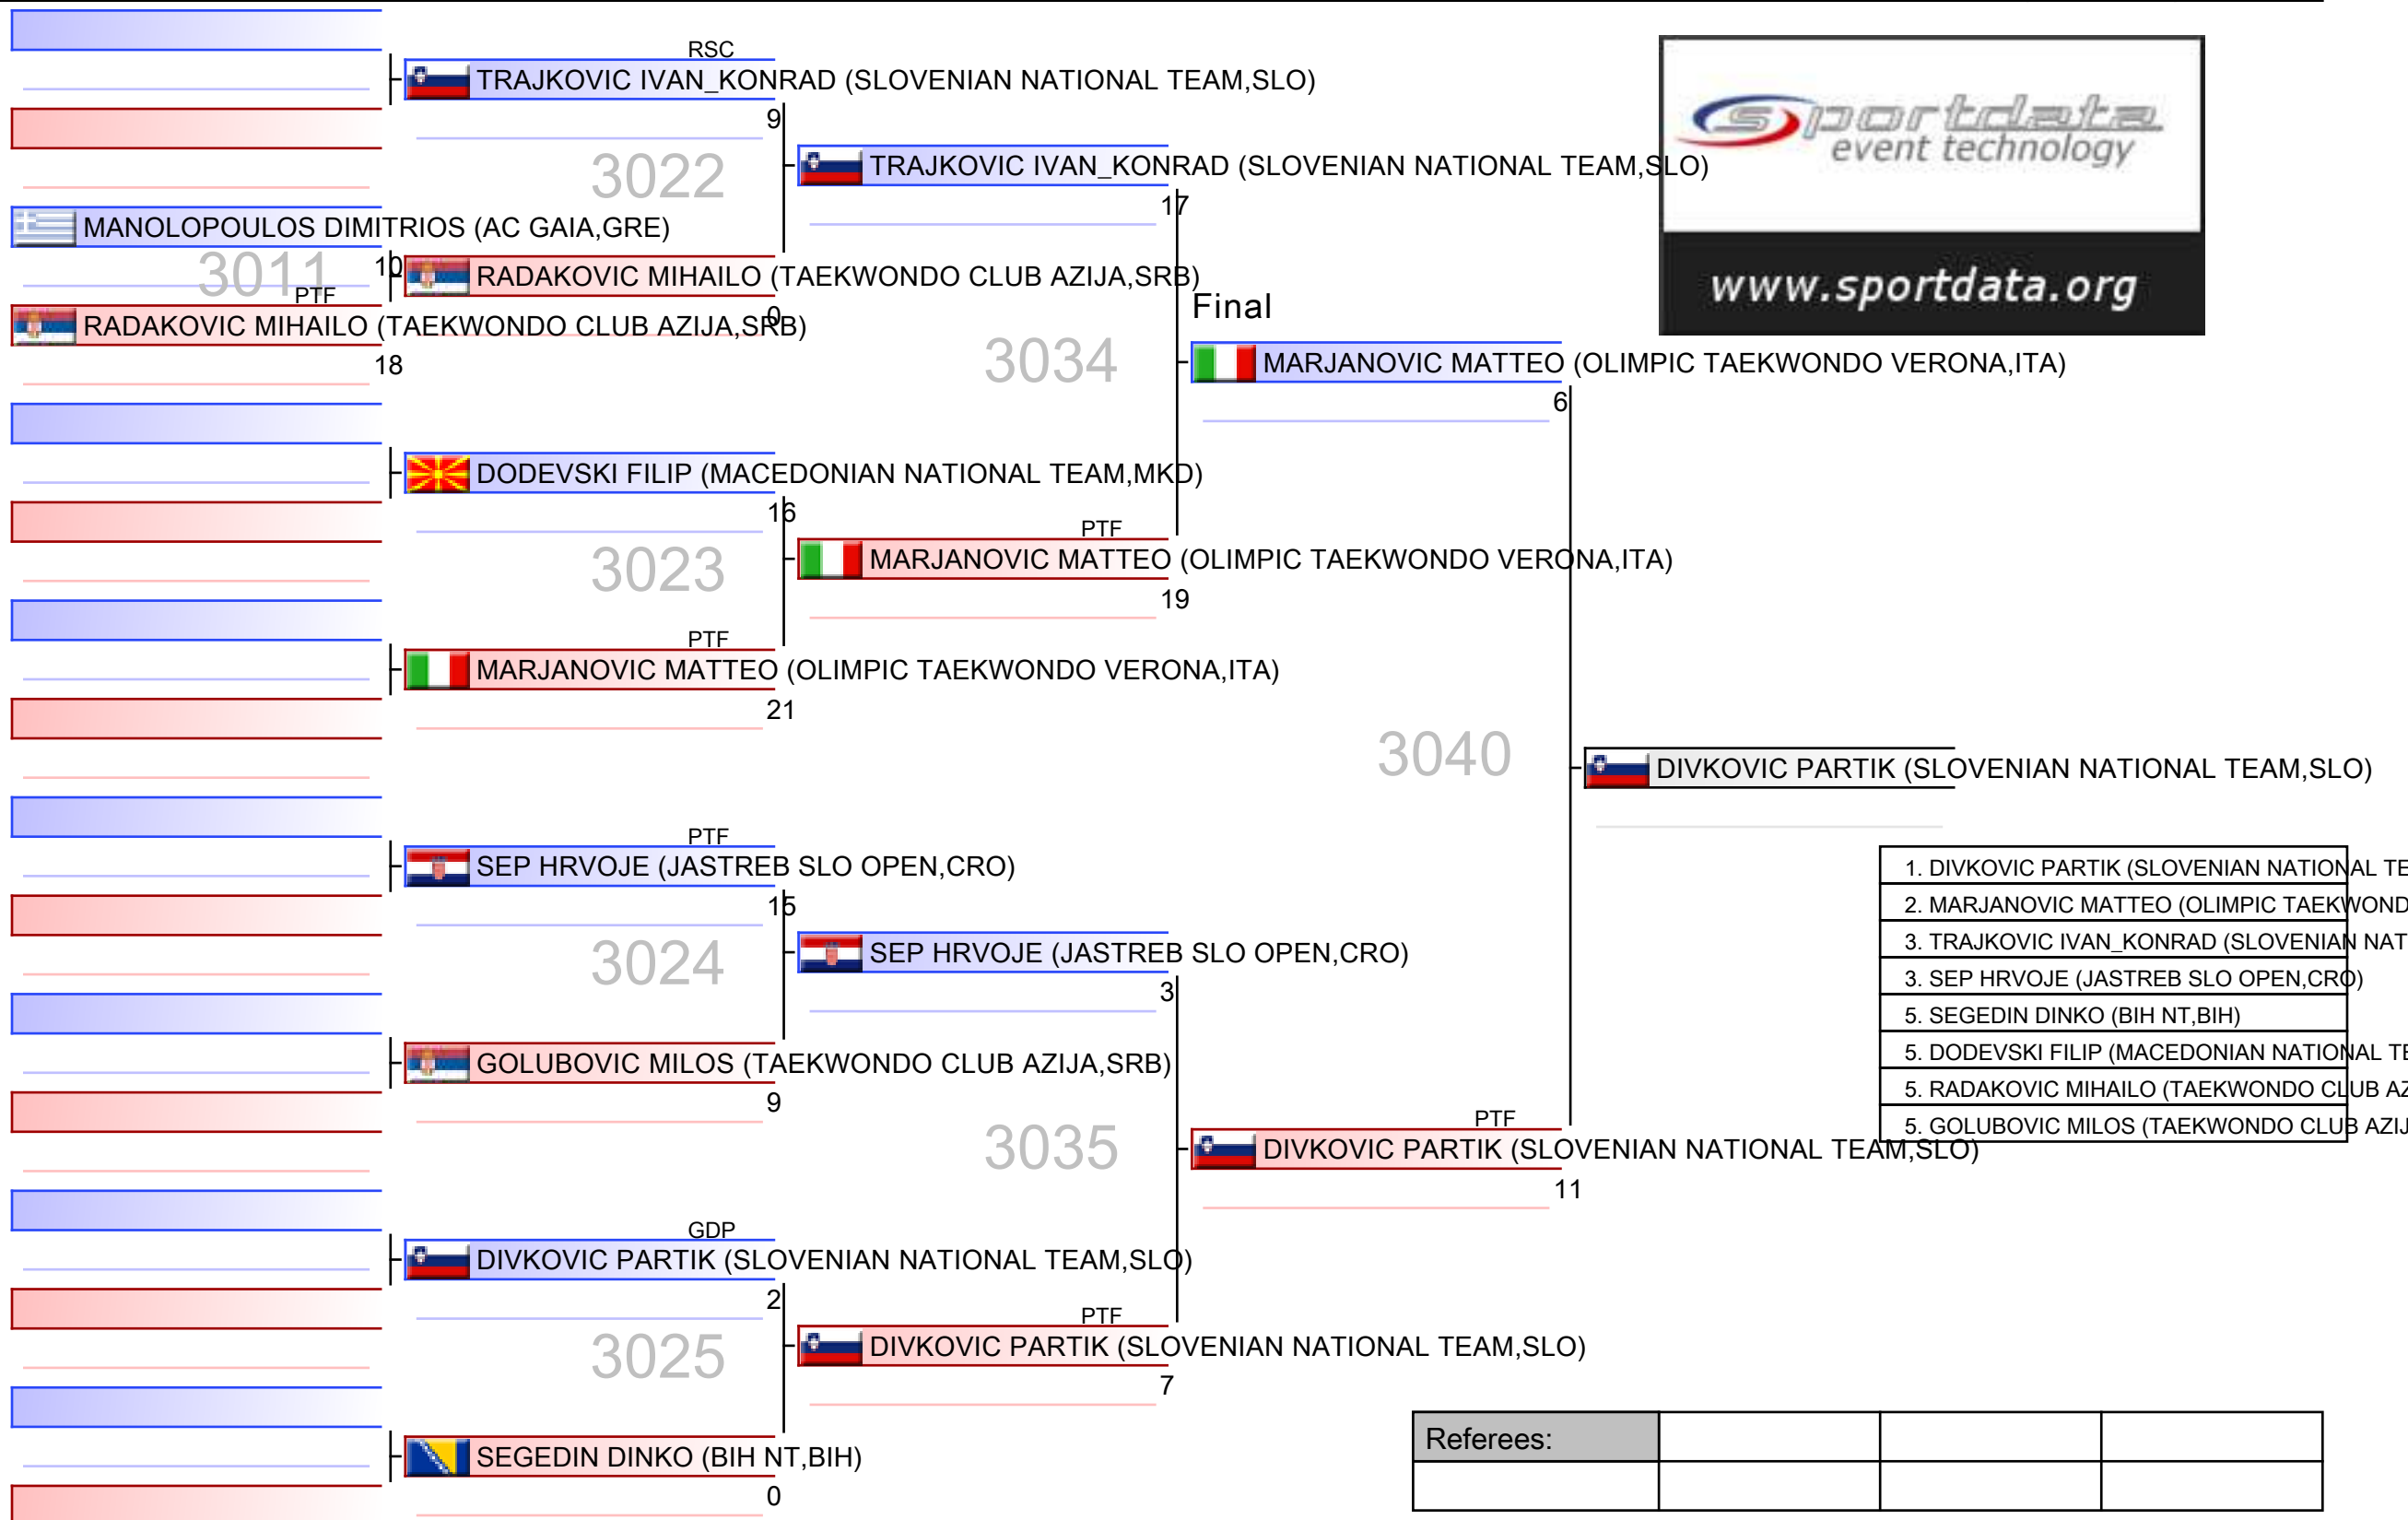 RSC
TRAJKOVIC IVAN_KONRAD (SLOVENIAN NATIONAL TEAM,SLO)
9
3022
TRAJKOVIC IVAN_KONRAD (SLOVENIAN NATIONAL TEAM,SLO)
17
MANOLOPOULOS DIMITRIOS (AC GAIA,GRE)
10
3011
PTF
RADAKOVIC MIHAILO (TAEKWONDO CLUB AZIJA,SRB)
0
RADAKOVIC MIHAILO (TAEKWONDO CLUB AZIJA,SRB)
18
sportdata
event technology
www.sportdata.org
Final
3034
MARJANOVIC MATTEO (OLIMPIC TAEKWONDO VERONA,ITA)
6
DODEVSKI FILIP (MACEDONIAN NATIONAL TEAM,MKD)
16
3023
PTF
MARJANOVIC MATTEO (OLIMPIC TAEKWONDO VERONA,ITA)
19
PTF
MARJANOVIC MATTEO (OLIMPIC TAEKWONDO VERONA,ITA)
21
3040
DIVKOVIC PARTIK (SLOVENIAN NATIONAL TEAM,SLO)
PTF
SEP HRVOJE (JASTREB SLO OPEN,CRO)
15
3024
SEP HRVOJE (JASTREB SLO OPEN,CRO)
3
GOLUBOVIC MILOS (TAEKWONDO CLUB AZIJA,SRB)
9
3035
PTF
DIVKOVIC PARTIK (SLOVENIAN NATIONAL TEAM,SLO)
11
1. DIVKOVIC PARTIK (SLOVENIAN NATIONAL TE
2. MARJANOVIC MATTEO (OLIMPIC TAEKWOND
3. TRAJKOVIC IVAN_KONRAD (SLOVENIAN NAT
3. SEP HRVOJE (JASTREB SLO OPEN,CRO)
5. SEGEDIN DINKO (BIH NT,BIH)
5. DODEVSKI FILIP (MACEDONIAN NATIONAL TE
5. RADAKOVIC MIHAILO (TAEKWONDO CLUB AZ
5. GOLUBOVIC MILOS (TAEKWONDO CLUB AZIJ
GDP
DIVKOVIC PARTIK (SLOVENIAN NATIONAL TEAM,SLO)
2
3025
PTF
DIVKOVIC PARTIK (SLOVENIAN NATIONAL TEAM,SLO)
7
SEGEDIN DINKO (BIH NT,BIH)
0
Referees: